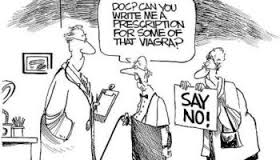 DOC? CAN YOU
WRITE ME A
PRESCRIPTION
FOR SOME OF
THAT VIAGRA?
SAY
NO!